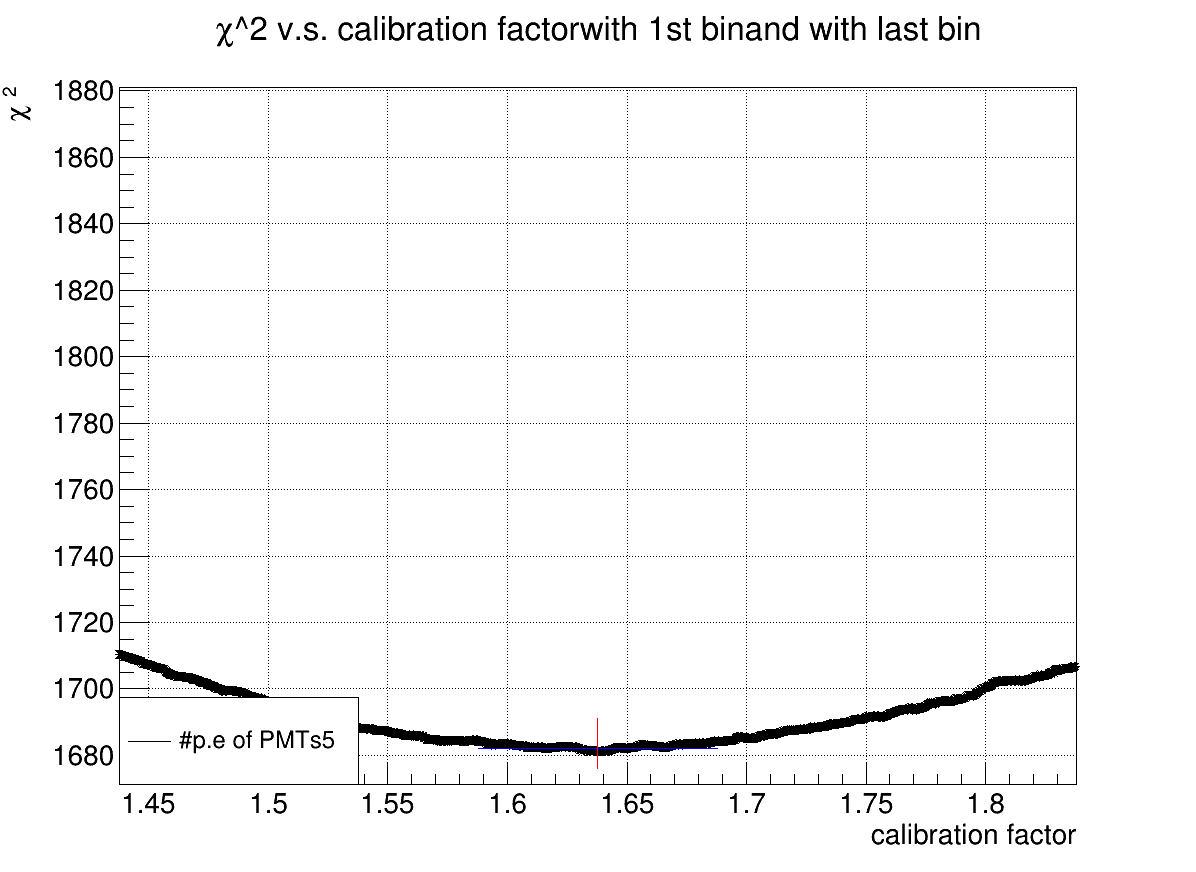 χ^2 v.s. calibration factorwith 1st binand with last bin
χ²
1880
1860
1840
1820
1800
1780
1760
1740
1720
1700
1680
#p.e of PMTs5
1.45 1.5 1.55 1.6 1.65 1.7 1.75 1.8
calibration factor